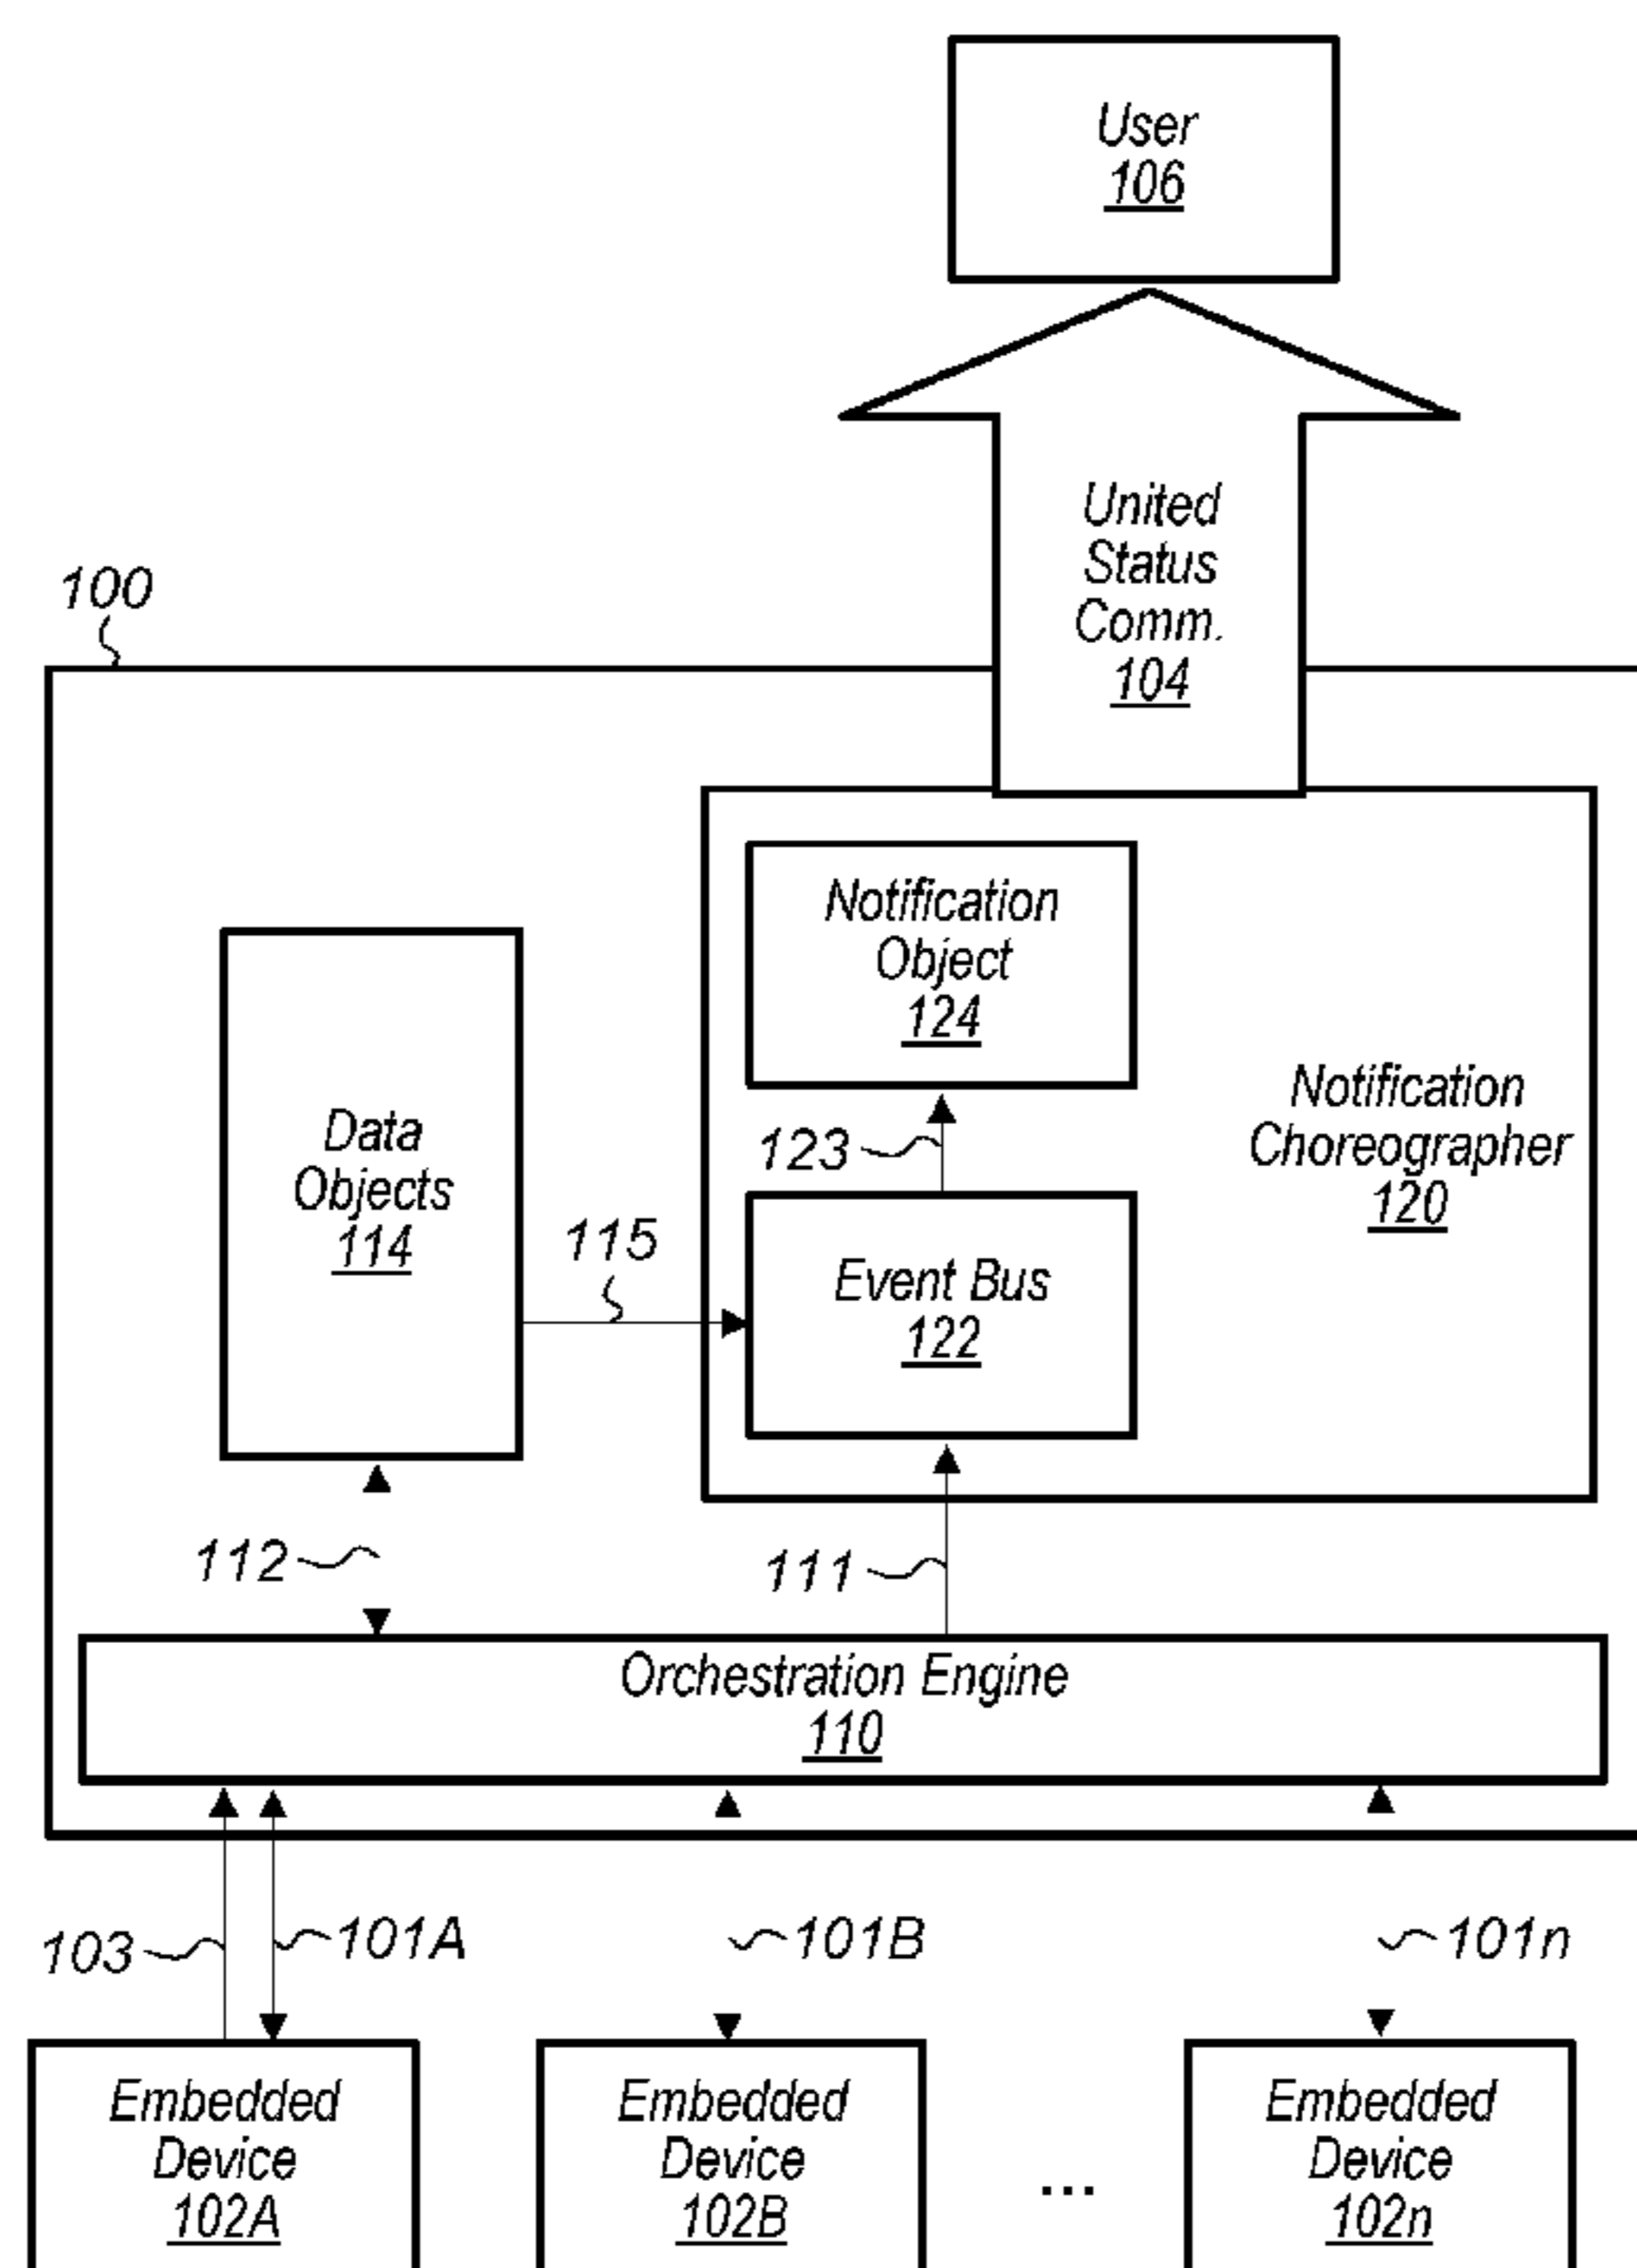 User
106
United
Status
Comm.
104
100
Notification
Object
124
Notification
Choreographer
120
Data
Objects
114
123
115
Event Bus
122
112
111
Orchestration Engine
110
103
101A
101B
101n
Embedded
Device
102A
Embedded
Device
102B
...
Embedded
Device
102n